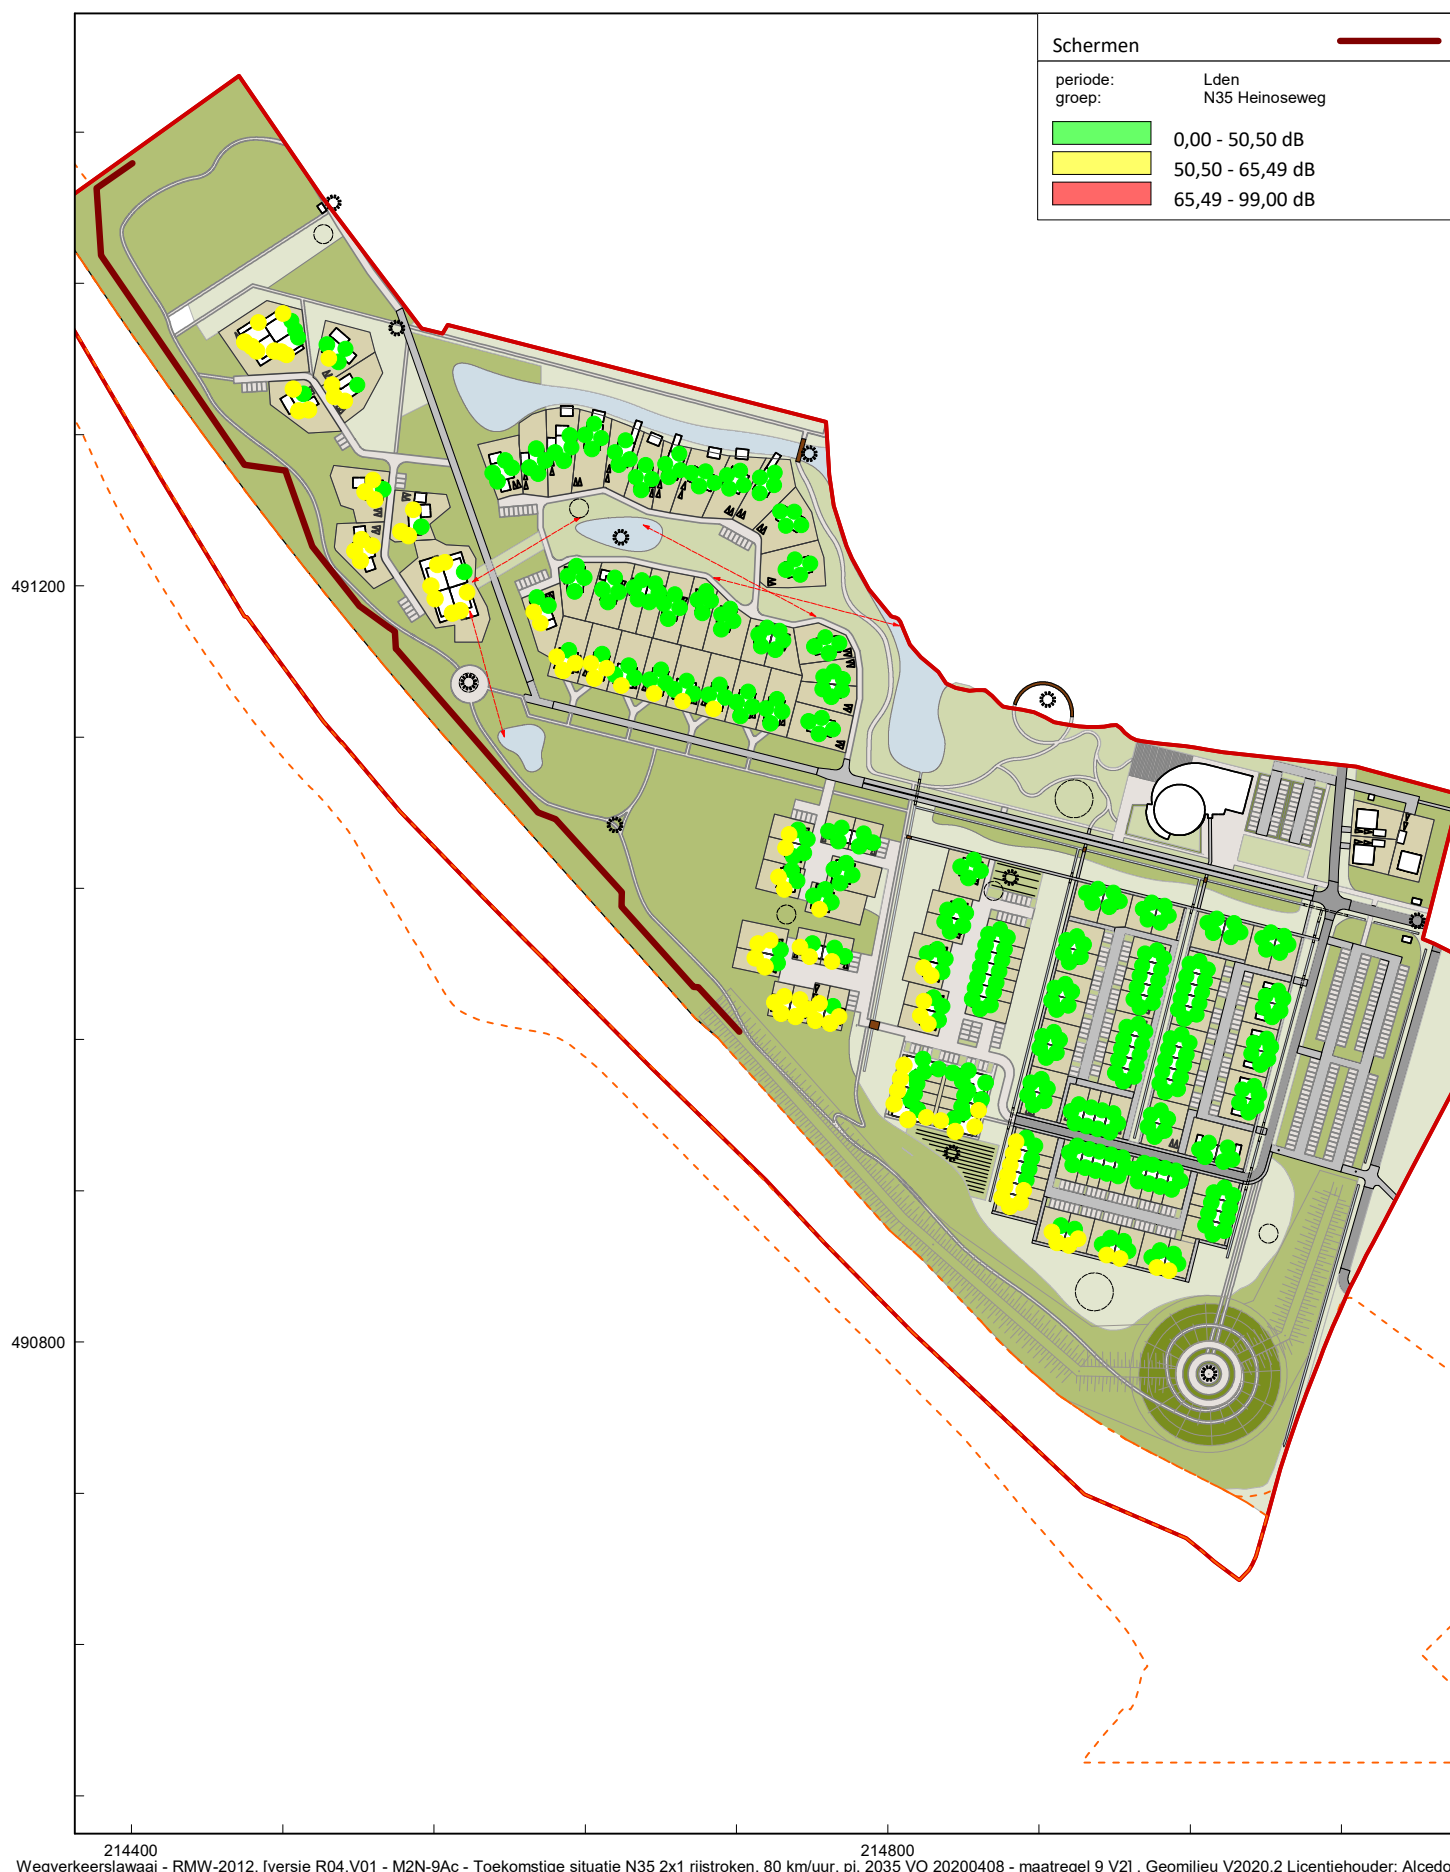 Schermen
periode: Lden
groep: N35 Heinoseweg
0,00 - 50,50 dB
50,50 - 65,49 dB
65,49 - 99,00 dB
491200
490800
214400 214800
Wegverkeerslawaai - RMW-2012, [versie R04.V01 - M2N-9Ac - Toekomstige situatie N35 2x1 rijstroken, 80 km/uur, pj. 2035 VO 20200408 - maatregel 9 V2] , Geomilieu V2020.2 Licentiehouder: Alcedo